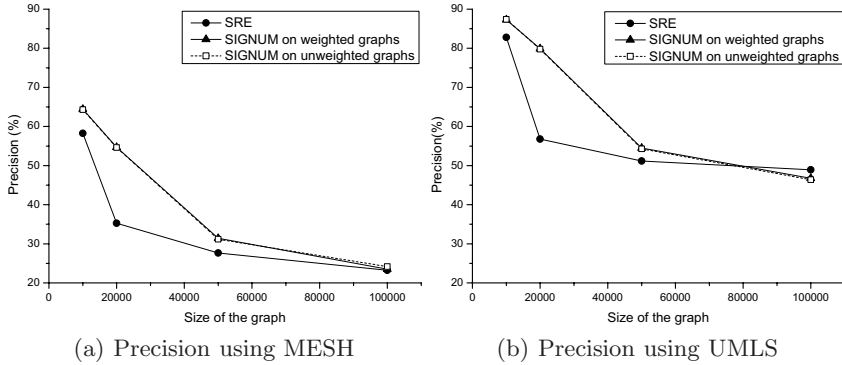 90
80
70
60
50
40
30
20
0
20000
40000
60000
80000
100000
Precision (%)
Size of the graph
SRE
SIGNUM on weighted graphs
SIGNUM on unweighted graphs
(a) Precision using MESH
90
80
70
60
50
40
30
20
0
20000
40000
60000
80000
100000
Precision(%)
Size of the graph
SRE
SIGNUM on weighted graphs
SIGNUM on unweighted graphs
(b) Precision using UMLS